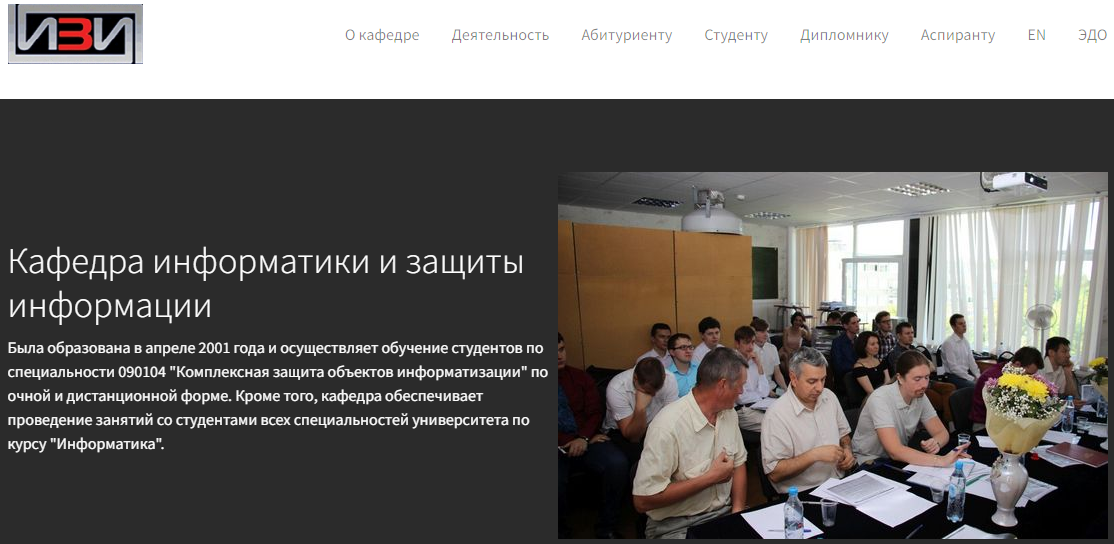 ИЗИ
О кафедре Деятельность Абитуриенту Студенту Дипломнику Аспиранту EN ЭДО
Кафедра информатики и защиты
информации
Была образована в апреле 2001 года и осуществляет обучение студентов по
специальности 090104 "Комплексная защита объектов информатизации" по
очной и дистанционной форме. Кроме того, кафедра обеспечивает
проведение занятий со студентами всех специальностей университета по
курсу "Информатика".